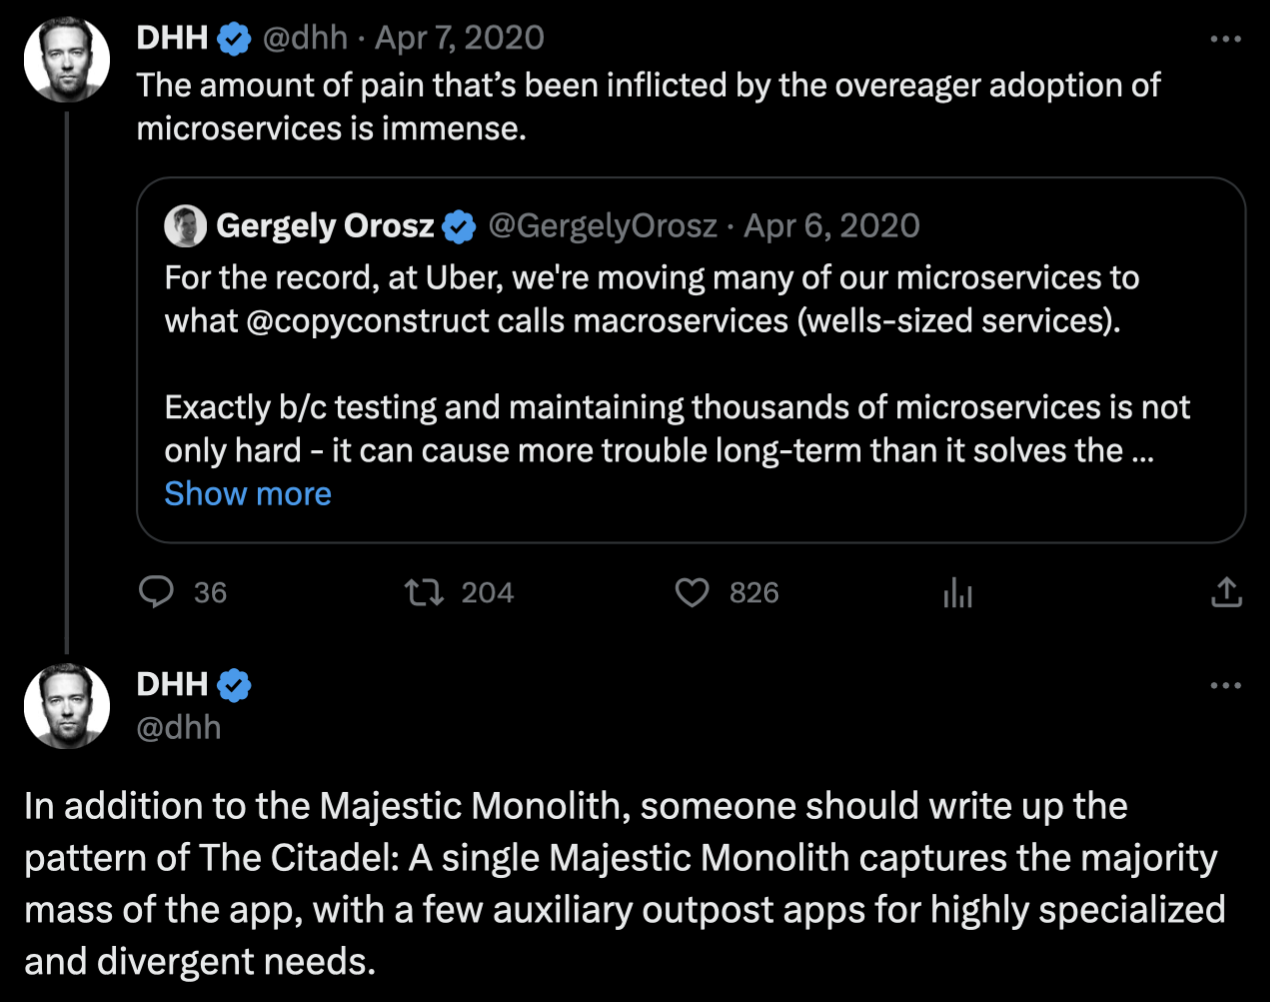 DHH @dhh · Apr 7, 2020
The amount of pain that's been inflicted by the overeager adoption of
microservices is immense.
Gergely Orosz @GergelyOrosz · Apr 6, 2020
For the record, at Uber, we're moving many of our microservices to
what @copyconstruct calls macroservices (wells-sized services).
Exactly b/c testing and maintaining thousands of microservices is not
only hard - it can cause more trouble long-term than it solves the ...
Show more
36 204 826
DHH
@dhh
In addition to the Majestic Monolith, someone should write up the
pattern of The Citadel: A single Majestic Monolith captures the majority
mass of the app, with a few auxiliary outpost apps for highly specialized
and divergent needs.